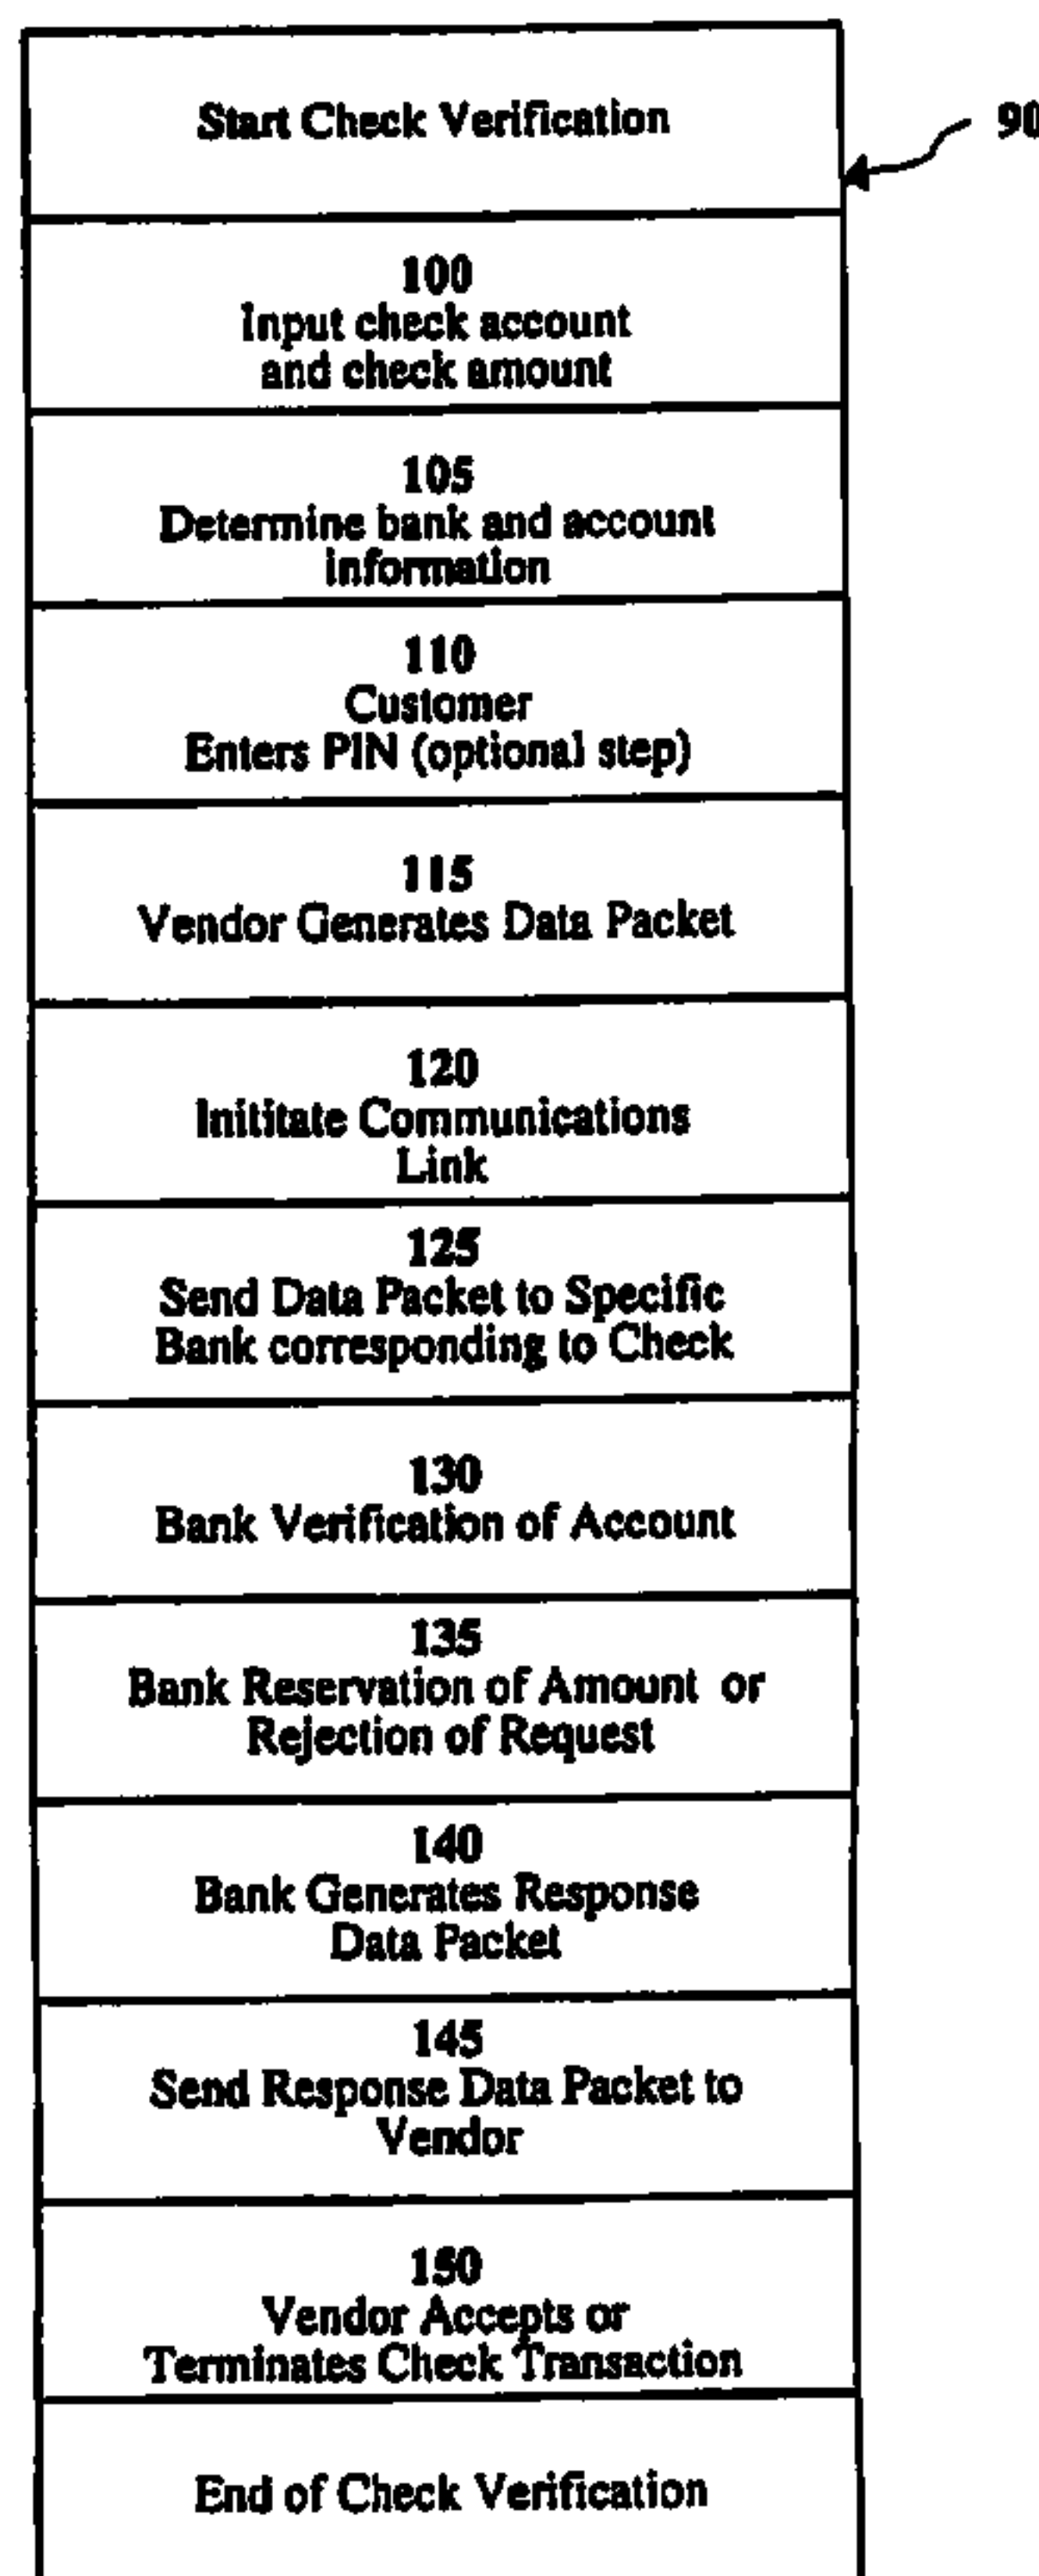 Start Check Verification
90
100
Input check account
and check amount
105
Determine bank and account
information
110
Customer
Enters PIN (optional step)
115
Vendor Generates Data Packet
120
Inititate Communications
Link
125
Send Data Packet to Specific
Bank corresponding to Check
130
Bank Verification of Account
135
Bank Reservation of Amount or
Rejection of Request
140
Bank Generates Response
Data Packet
145
Send Response Data Packet to
Vendor
150
Vendor Accepts or
Terminates Check Transaction
End of Check Verification